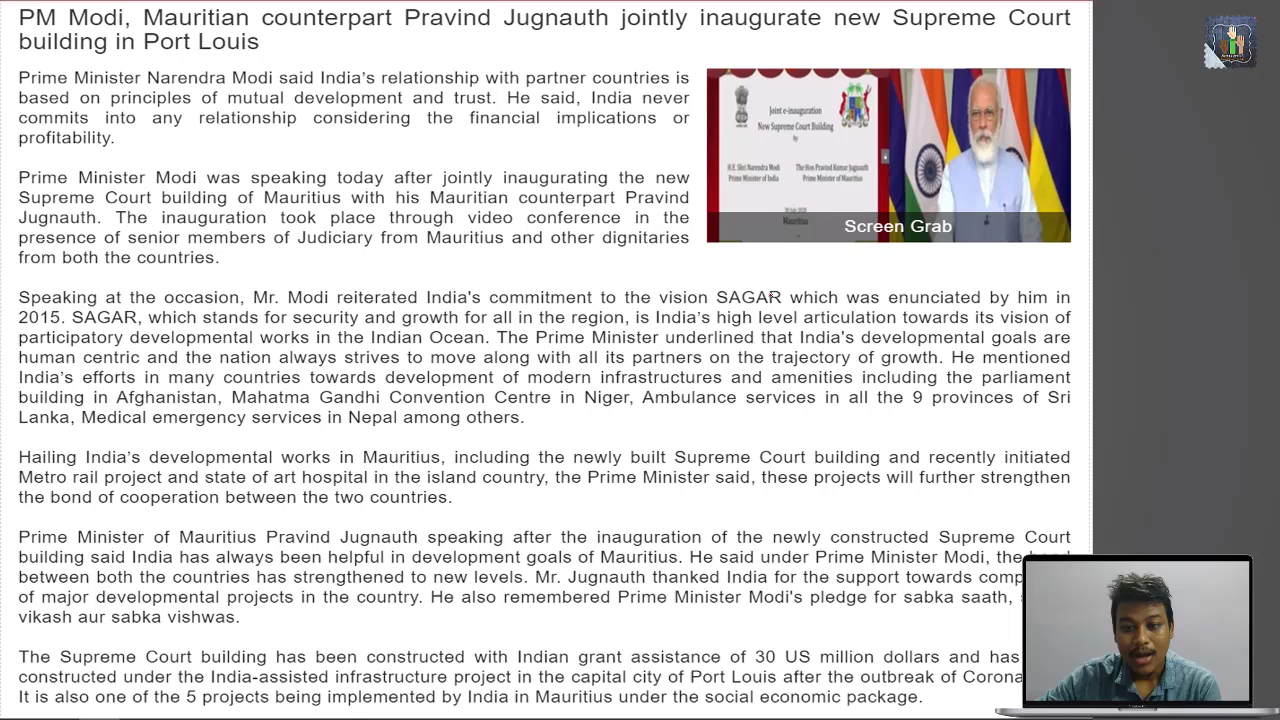 PM Modi, Mauritian counterpart Pravind Jugnauth jointly inaugurate new Supreme Court
building in Port Louis
Prime Minister Narendra Modi said India’s relationship with partner countries is
based on principles of mutual development and trust. He said, India never
commits into any relationship considering the financial implications or
profitability.
Prime Minister Modi was speaking today after jointly inaugurating the new
Supreme Court building of Mauritius with his Mauritian counterpart Pravind
Jugnauth. The inauguration took place through video conference in the
presence of senior members of Judiciary from Mauritius and other dignitaries
from both the countries.
Joint e-inauguration
New Supreme Court Building
by
H.E. Shri Narendra Modi
Prime Minister of India
The Hon Pravind Kumar Jugnauth
Prime Minister of Mauritius
30 July 2020
Mauritius
Screen Grab
Speaking at the occasion, Mr. Modi reiterated India's commitment to the vision SAGAR which was enunciated by him in
2015. SAGAR, which stands for security and growth for all in the region, is India’s high level articulation towards its vision of
participatory developmental works in the Indian Ocean. The Prime Minister underlined that India's developmental goals are
human centric and the nation always strives to move along with all its partners on the trajectory of growth. He mentioned
India’s efforts in many countries towards development of modern infrastructures and amenities including the parliament
building in Afghanistan, Mahatma Gandhi Convention Centre in Niger, Ambulance services in all the 9 provinces of Sri
Lanka, Medical emergency services in Nepal among others.
Hailing India’s developmental works in Mauritius, including the newly built Supreme Court building and recently initiated
Metro rail project and state of art hospital in the island country, the Prime Minister said, these projects will further strengthen
the bond of cooperation between the two countries.
Prime Minister of Mauritius Pravind Jugnauth speaking after the inauguration of the newly constructed Supreme Court
building said India has always been helpful in development goals of Mauritius. He said under Prime Minister Modi, the bond
between both the countries has strengthened to new levels. Mr. Jugnauth thanked India for the support towards comp
of major developmental projects in the country. He also remembered Prime Minister Modi's pledge for sabka saath,
vikash aur sabka vishwas.
The Supreme Court building has been constructed with Indian grant assistance of 30 US million dollars and has
constructed under the India-assisted infrastructure project in the capital city of Port Louis after the outbreak of Corona
It is also one of the 5 projects being implemented by India in Mauritius under the social economic package.